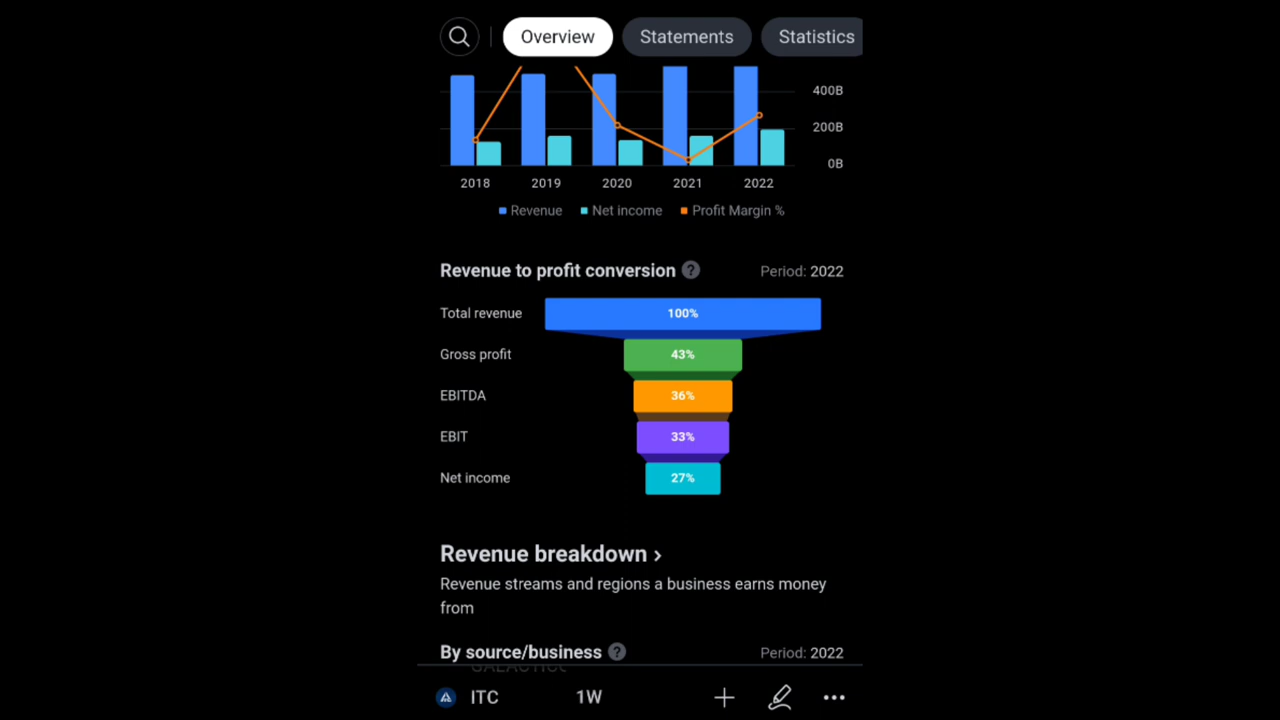 Overview Statements Statistics
400B
200B
0B
2018 2019 2020 2021 2022
Revenue Net income Profit Margin %
Revenue to profit conversion ? Period: 2022
Total revenue 100%
Gross profit 43%
EBITDA 36%
EBIT 33%
Net income 27%
Revenue breakdown ›
Revenue streams and regions a business earns money
from
By source/business ? Period: 2022
ITC 1W